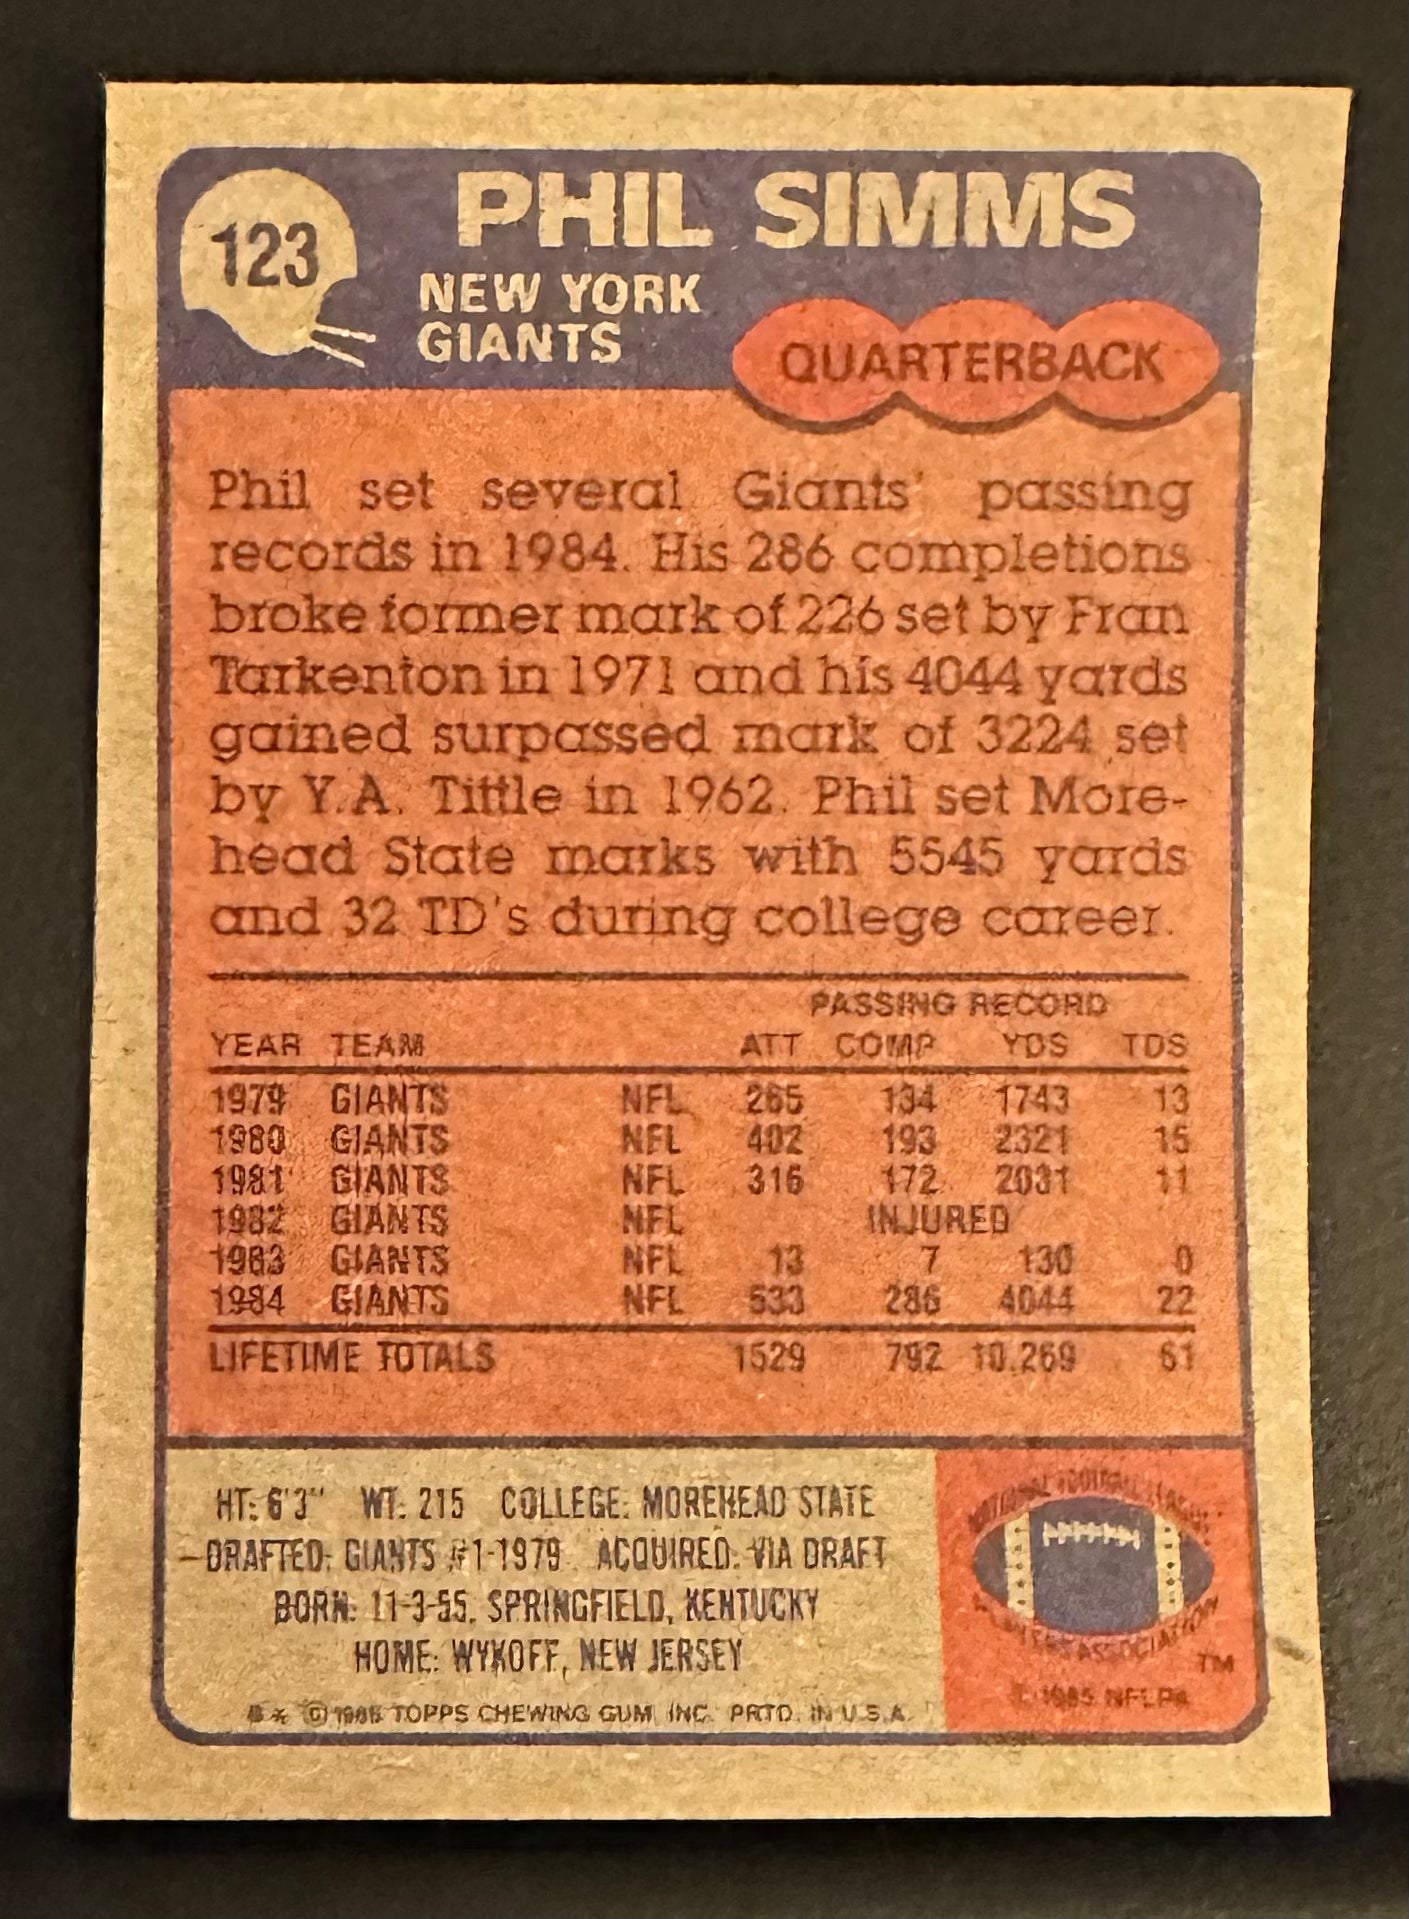 123
PHIL SIMMS
NEW YORK
GIANTS
QUARTERBACK
Phil set several Giants' passing
records in 1984. His 286 completions
broke former mark of 226 set by Fran
Tarkenton in 1971 and his 4044 yards
gained surpassed mark of 3224 set
by Y.A. Tittle in 1962. Phil set More-
head State marks with 5545 yards
and 32 TD's during college career.
PASSING RECORD
YEAR TEAM ATT COMP YDS TDS
1979 GIANTS NFL 265 134 1743 13
1980 GIANTS NFL 402 193 2321 15
1981 GIANTS NFL 316 172 2031 11
1982 GIANTS NFL INJURED
1983 GIANTS NFL 13 7 130 0
1984 GIANTS NFL 533 286 4044 22
LIFETIME TOTALS 1529 792 10,269 61
HT: 6'3" WT: 215 COLLEGE: MOREHEAD STATE
DRAFTED: GIANTS #1-1979 ACQUIRED: VIA DRAFT
BORN: 11-3-55, SPRINGFIELD, KENTUCKY
HOME: WYKOFF, NEW JERSEY
© 1985 TOPPS CHEWING GUM, INC. PRTD. IN U.S.A.
NATIONAL FOOTBALL LEAGUE
PLAYERS ASSOCIATION
TM
© 1985 NFLPA